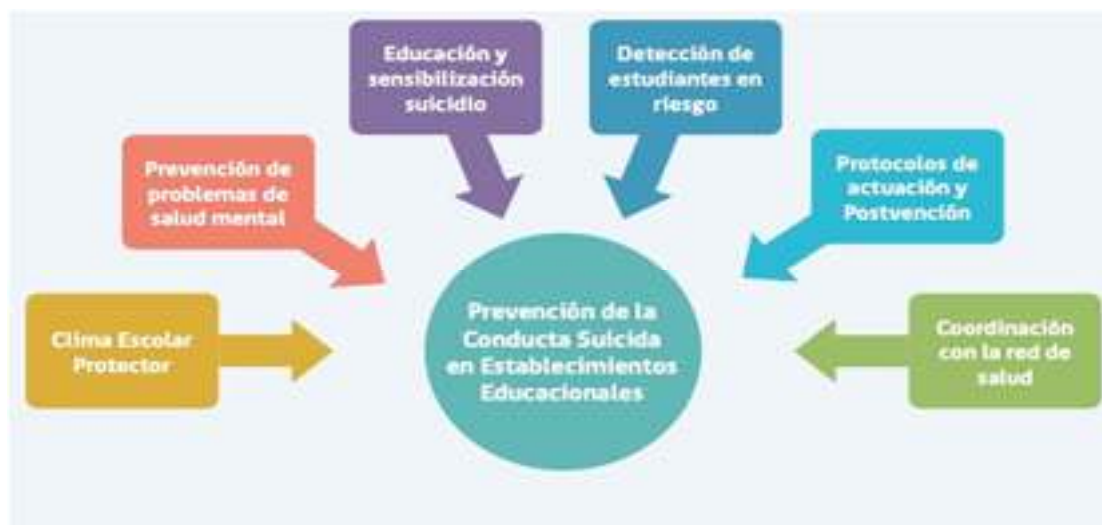 Educación y
sensibilización
suicidio
Detección de
estudiantes en
riesgo
Prevención de
problemas de
salud mental
Protocolos de
actuación y
Postvención
Clima Escolar
Protector
Prevención de la
Conducta Suicida
en Establecimientos
Educacionales
Coordinación
con la red de
salud